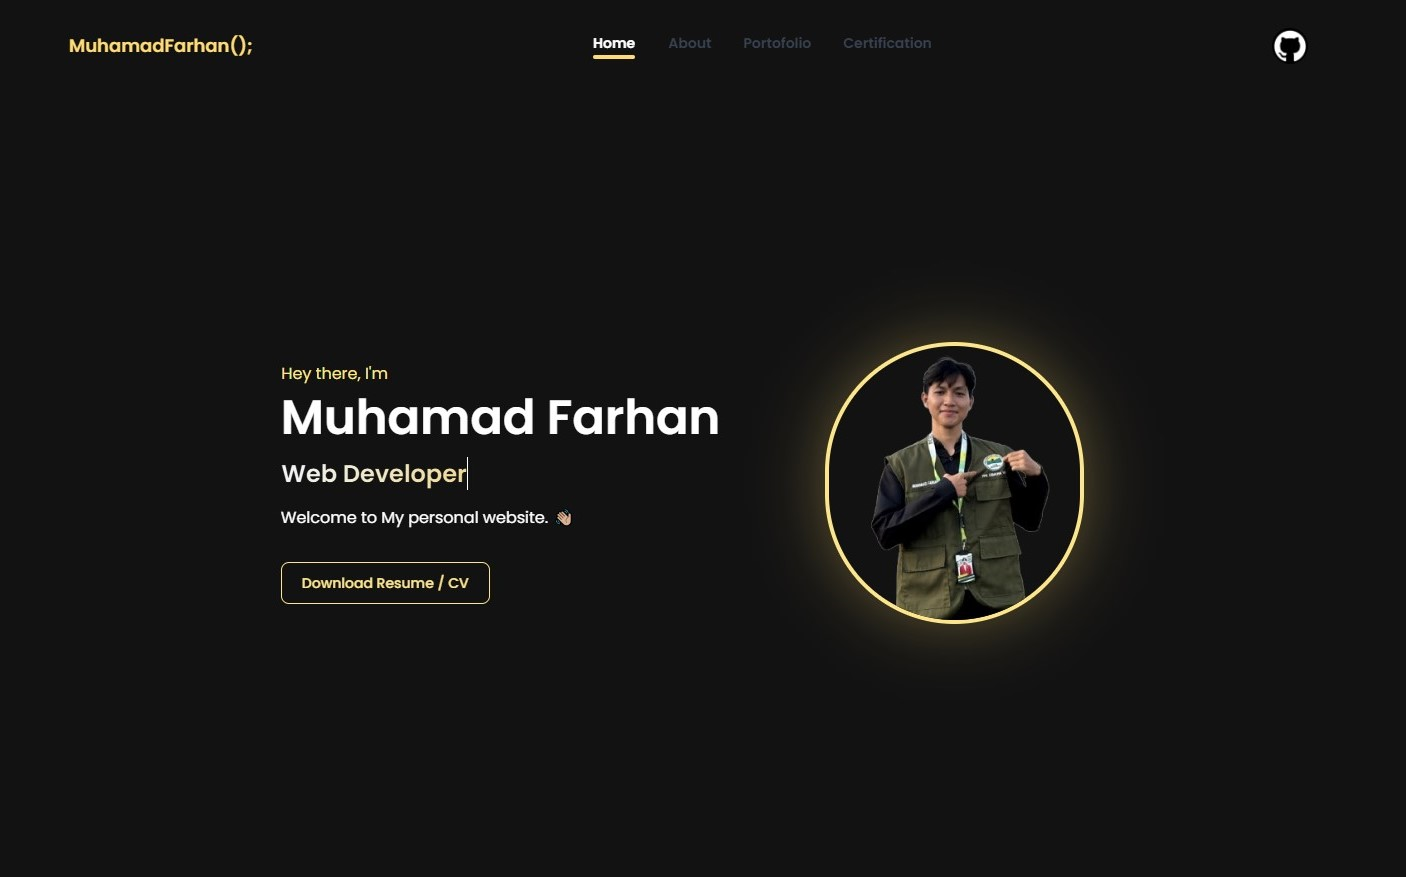 MuhamadFarhan();
Home
About
Portofolio
Certification
Hey there, I'm
Muhamad Farhan
Web Developer
Welcome to My personal website. 👋🏼
Download Resume / CV